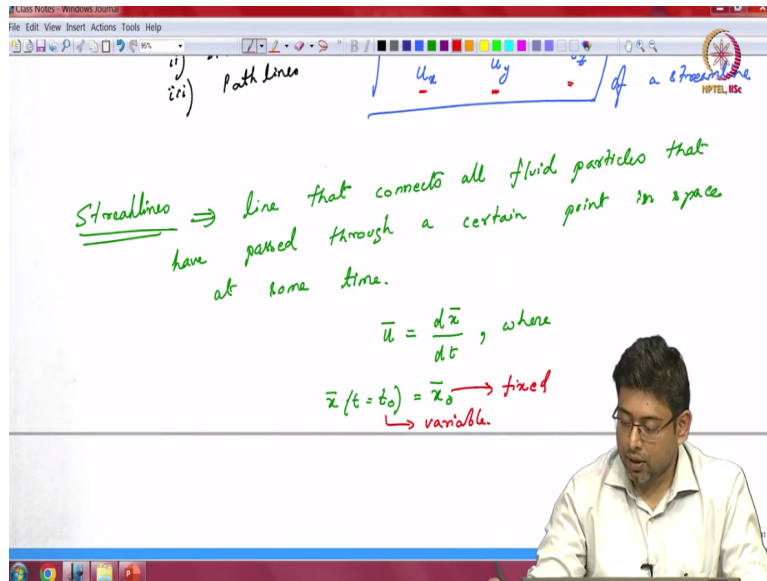 Class Notes - Windows Journal
File Edit View Insert Actions Tools Help
95%
B I
ii)
iii) Path lines
ux uy
of a streamline
NPTEL, IISc
Streaklines ⇒ line that connects all fluid particles that
have passed through a certain point in space
at some time.
ū = dx̄/dt, where
x̄(t = t₀) = x̄₀ → fixed
→ variable.